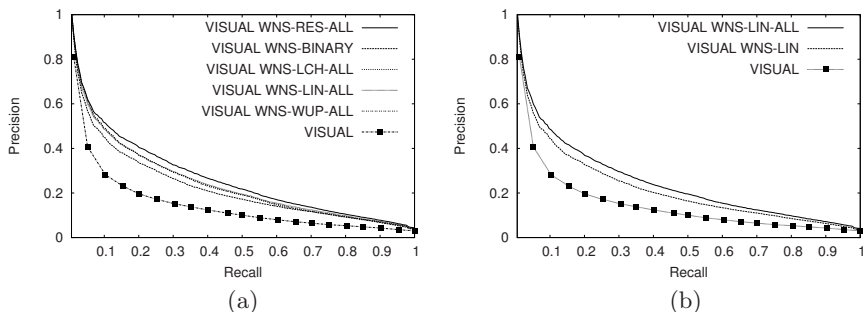 1
0.8
0.6
0.4
0.2
0
Precision
0.1 0.2 0.3 0.4 0.5 0.6 0.7 0.8 0.9 1
Recall
VISUAL WNS-RES-ALL
VISUAL WNS-BINARY
VISUAL WNS-LCH-ALL
VISUAL WNS-LIN-ALL
VISUAL WNS-WUP-ALL
VISUAL
(a)
1
0.8
0.6
0.4
0.2
0
Precision
0.1 0.2 0.3 0.4 0.5 0.6 0.7 0.8 0.9 1
Recall
VISUAL WNS-LIN-ALL
VISUAL WNS-LIN
VISUAL
(b)